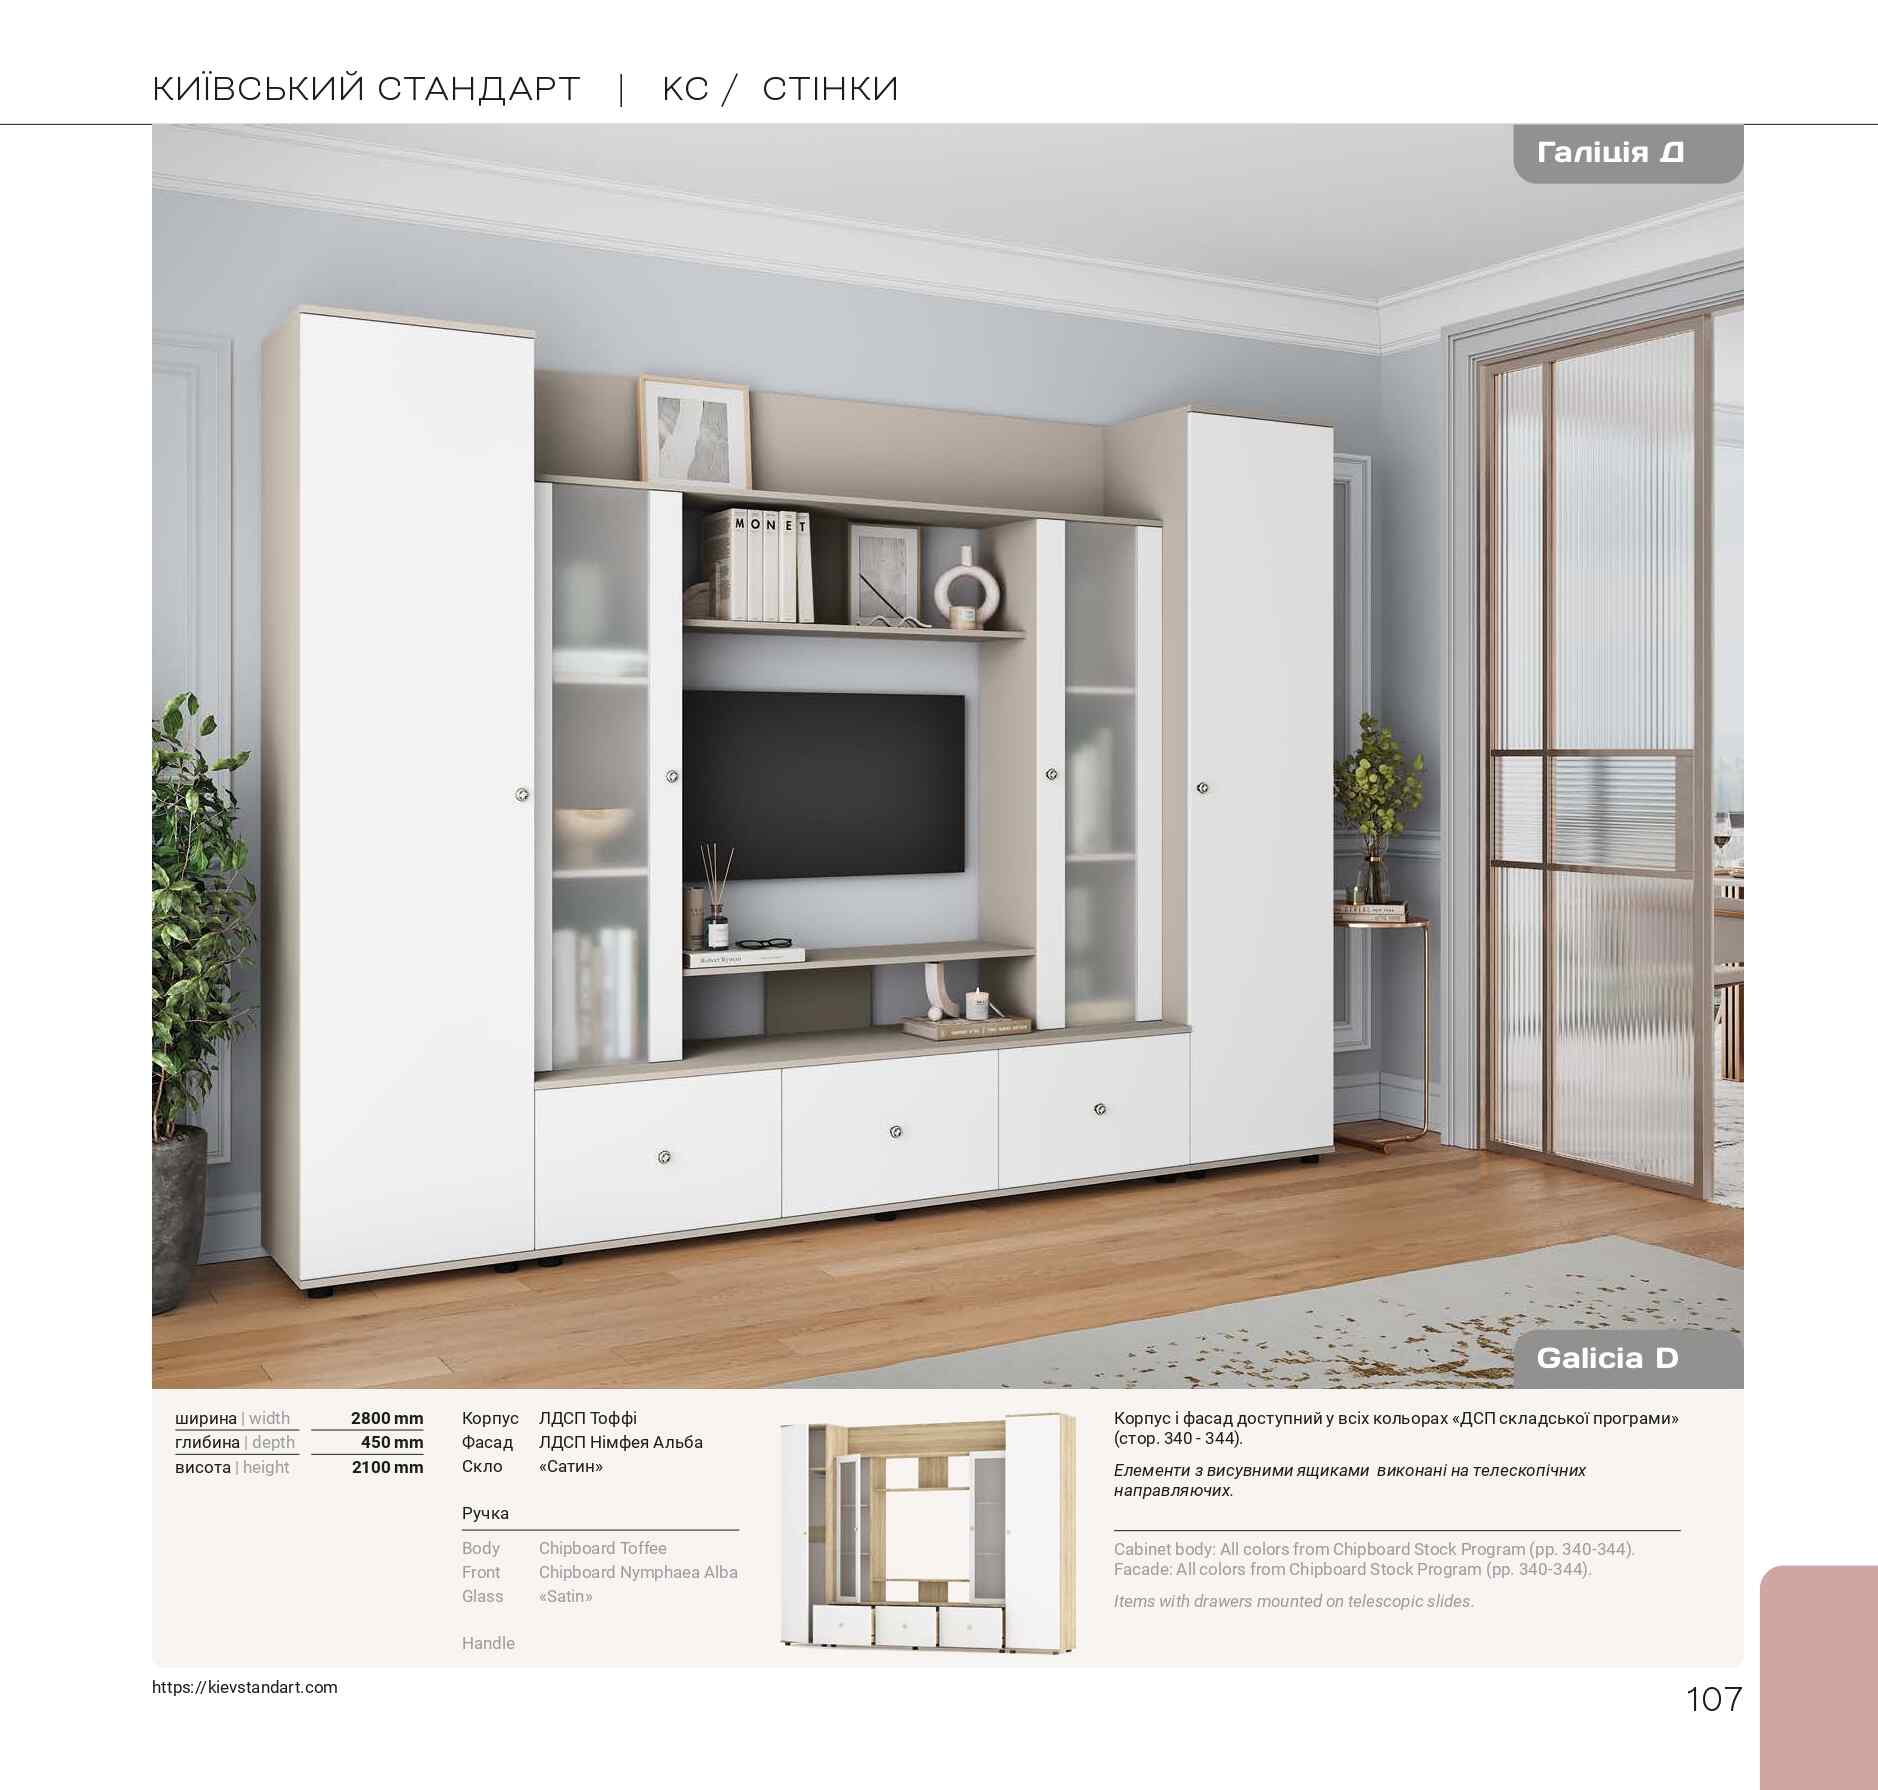 КИЇВСЬКИЙ СТАНДАРТ | КС / СТІНКИ
Галіція Д
MONET
Robert Ryman
Galicia D
ширина | width 2800 mm
глибина | depth 450 mm
висота | height 2100 mm
Корпус ЛДСП Тоффі
Фасад ЛДСП Німфея Альба
Скло «Сатин»
Ручка
Body Chipboard Toffee
Front Chipboard Nymphaea Alba
Glass «Satin»
Handle
Корпус і фасад доступний у всіх кольорах «ДСП складської програми»
(стор. 340 - 344).
Елементи з висувними ящиками виконані на телескопічних
направляючих.
Cabinet body: All colors from Chipboard Stock Program (pp. 340-344).
Facade: All colors from Chipboard Stock Program (pp. 340-344).
Items with drawers mounted on telescopic slides.
https://kievstandart.com
107